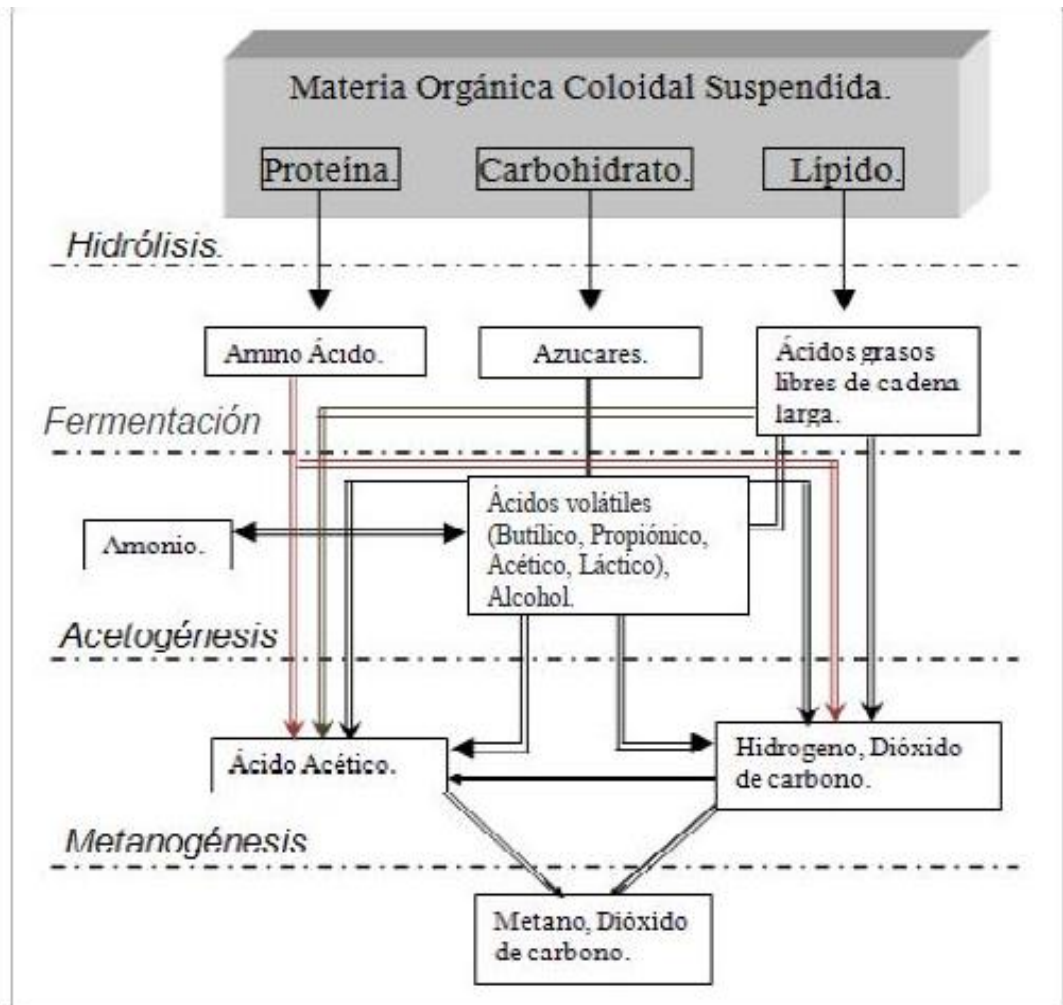 Materia Orgánica Coloidal Suspendida.
Proteína. Carbohidrato. Lípido.
Hidrólisis.
Amino Ácido. Azucares. Ácidos grasos
libres de cadena
larga.
Fermentación
Ácidos volátiles
(Butílico, Propiónico,
Acético, Láctico),
Alcohol.
Amonio.
Acetogénesis
Ácido Acético.
Hidrogeno, Dióxido
de carbono.
Metanogénesis
Metano, Dióxido
de carbono.